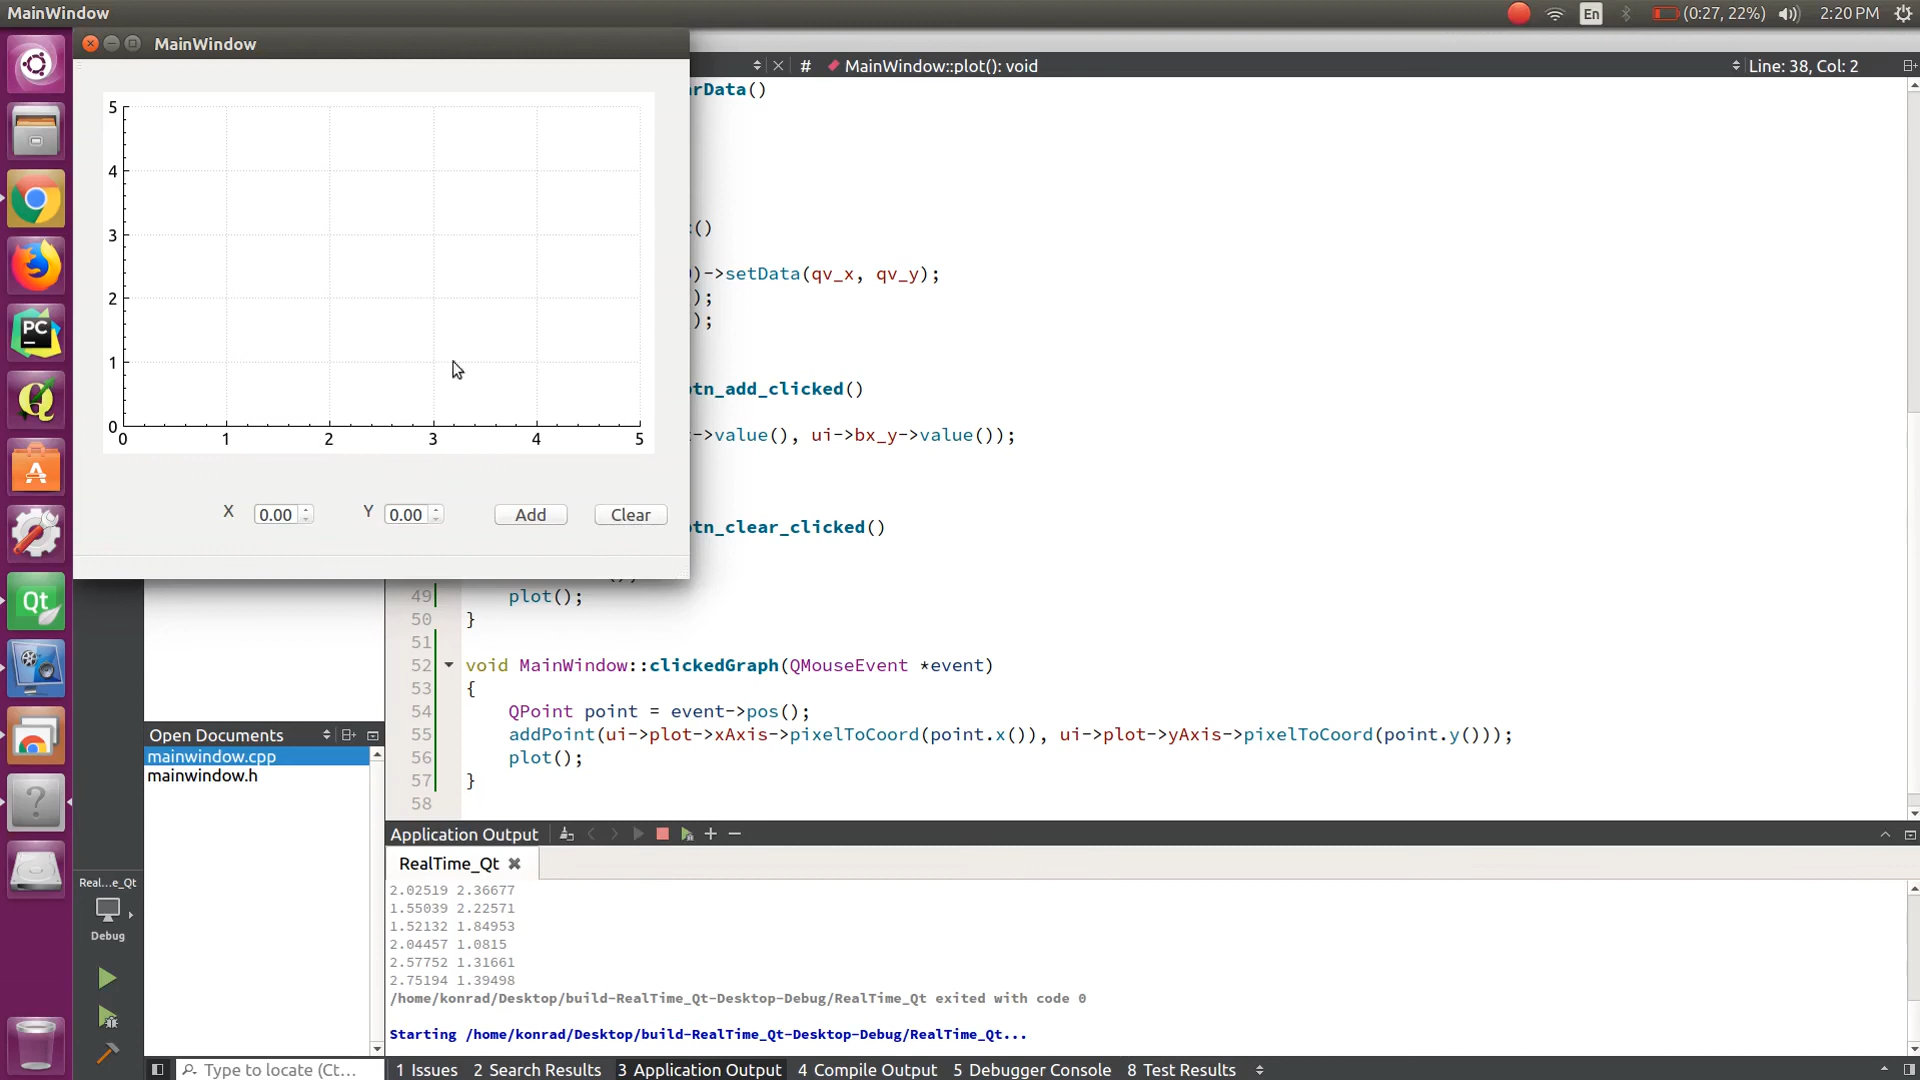 MainWindow
En
(0:27, 22%)
2:20 PM
MainWindow
# MainWindow::plot(): void
Line: 38, Col: 2
5
4
3
2
1
0
0 1 2 3 4 5
X 0.00 Y 0.00 Add Clear
rData()
()
)->setData(qv_x, qv_y);
);
);
tn_add_clicked()
->value(), ui->bx_y->value());
tn_clear_clicked()
49 plot();
50 }
51
52 void MainWindow::clickedGraph(QMouseEvent *event)
53 {
54 QPoint point = event->pos();
55 addPoint(ui->plot->xAxis->pixelToCoord(point.x()), ui->plot->yAxis->pixelToCoord(point.y()));
56 plot();
57 }
58
Open Documents
mainwindow.cpp
mainwindow.h
PC
Qt
Real...e_Qt
Debug
Application Output
RealTime_Qt
2.02519 2.36677
1.55039 2.22571
1.52132 1.84953
2.04457 1.0815
2.57752 1.31661
2.75194 1.39498
/home/konrad/Desktop/build-RealTime_Qt-Desktop-Debug/RealTime_Qt exited with code 0
Starting /home/konrad/Desktop/build-RealTime_Qt-Desktop-Debug/RealTime_Qt...
Type to locate (Ct...
1 Issues 2 Search Results 3 Application Output 4 Compile Output 5 Debugger Console 8 Test Results